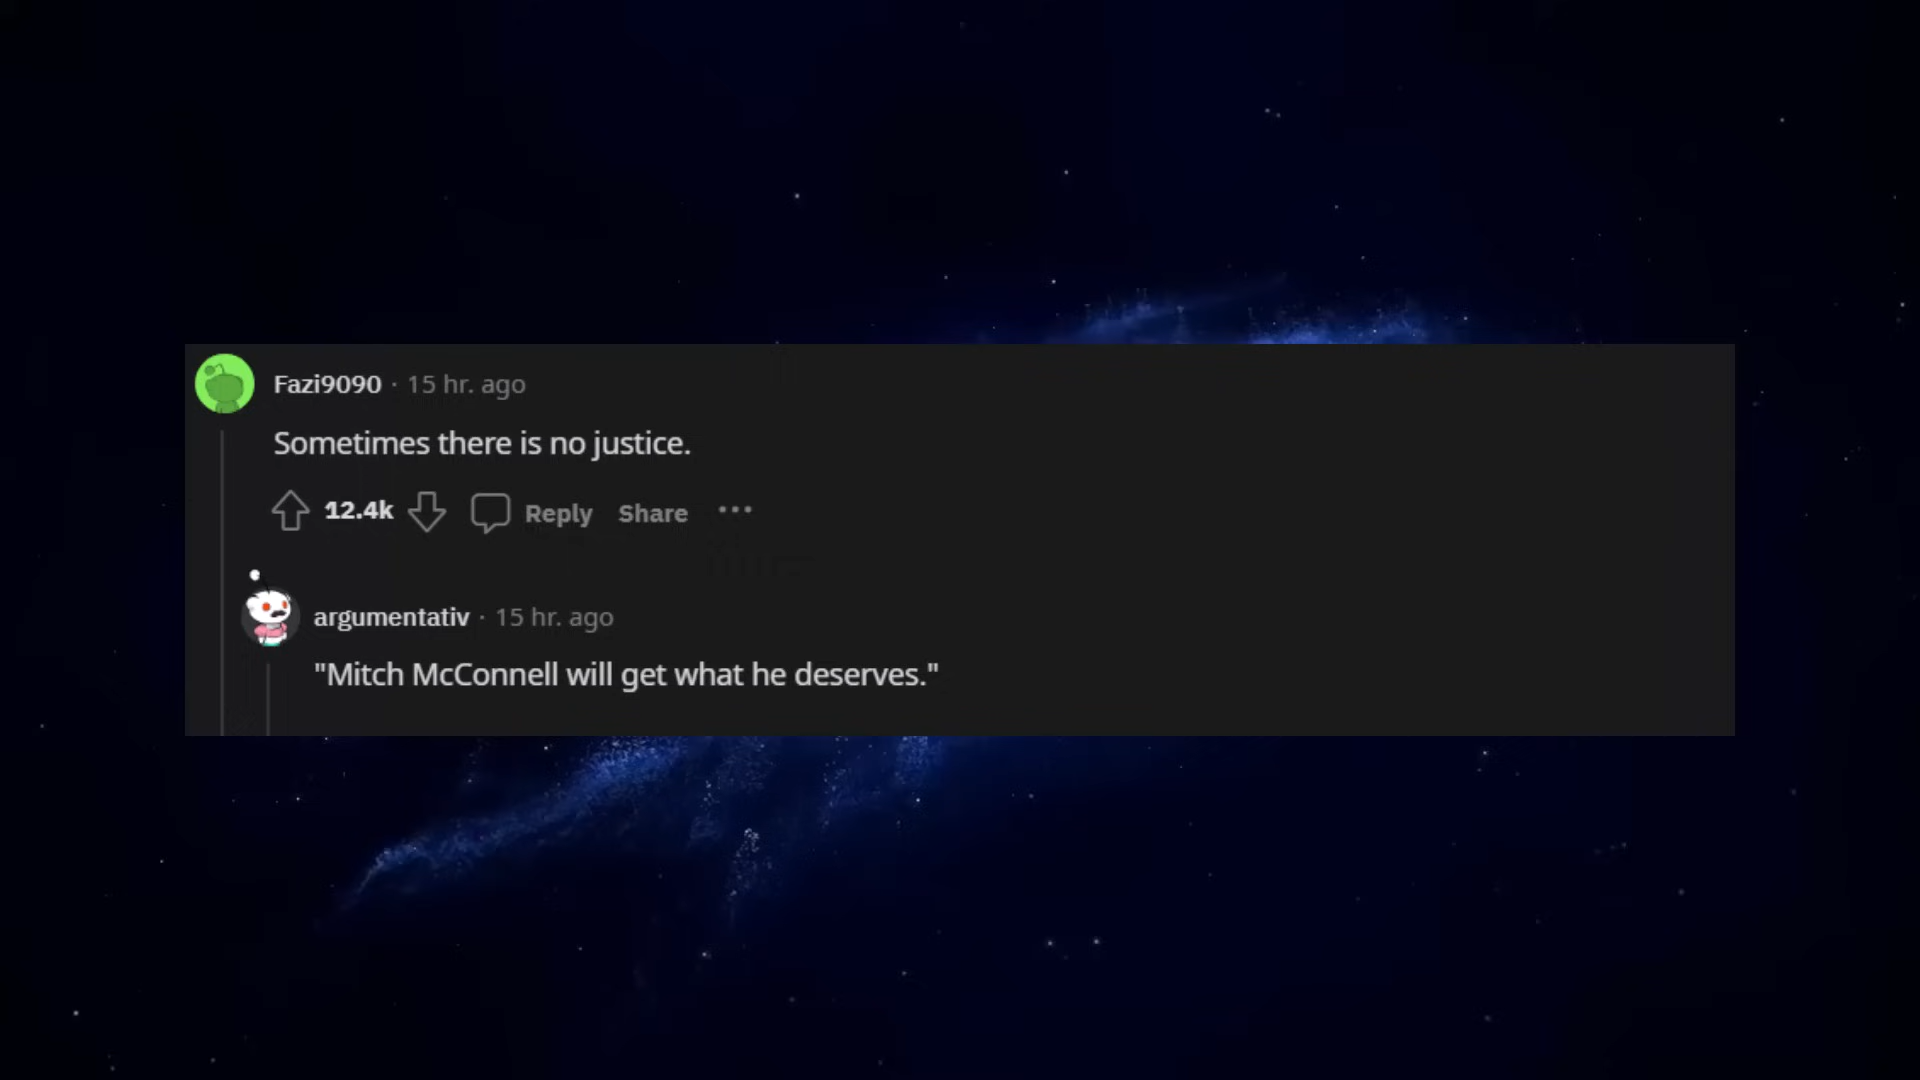 Fazi9090 · 15 hr. ago
Sometimes there is no justice.
12.4k Reply Share ···
argumentativ · 15 hr. ago
"Mitch McConnell will get what he deserves."